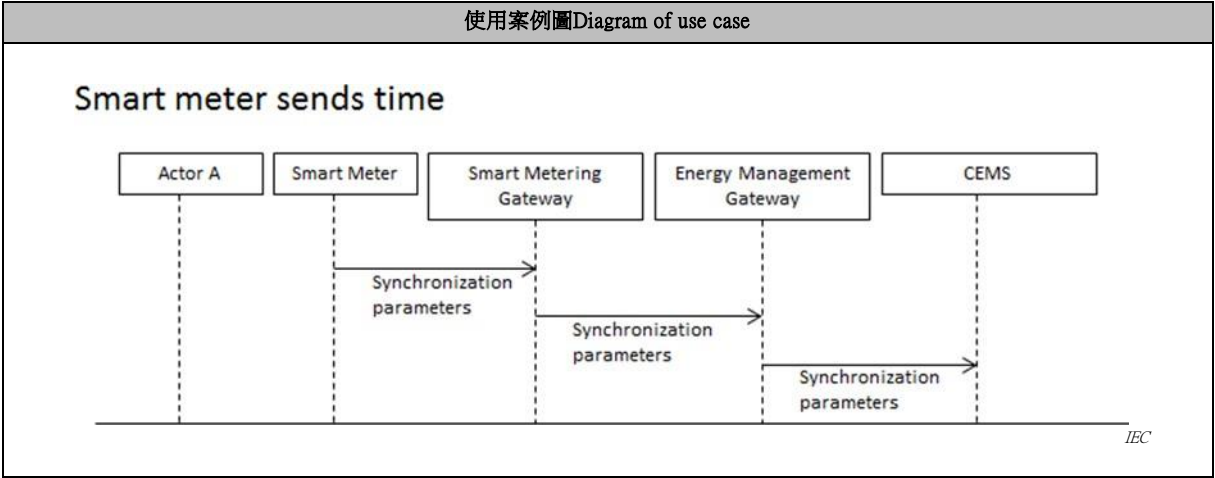 使用案例圖Diagram of use case
Smart meter sends time
Actor A
Smart Meter
Smart Metering
Gateway
Energy Management
Gateway
CEMS
Synchronization
parameters
Synchronization
parameters
Synchronization
parameters
IEC